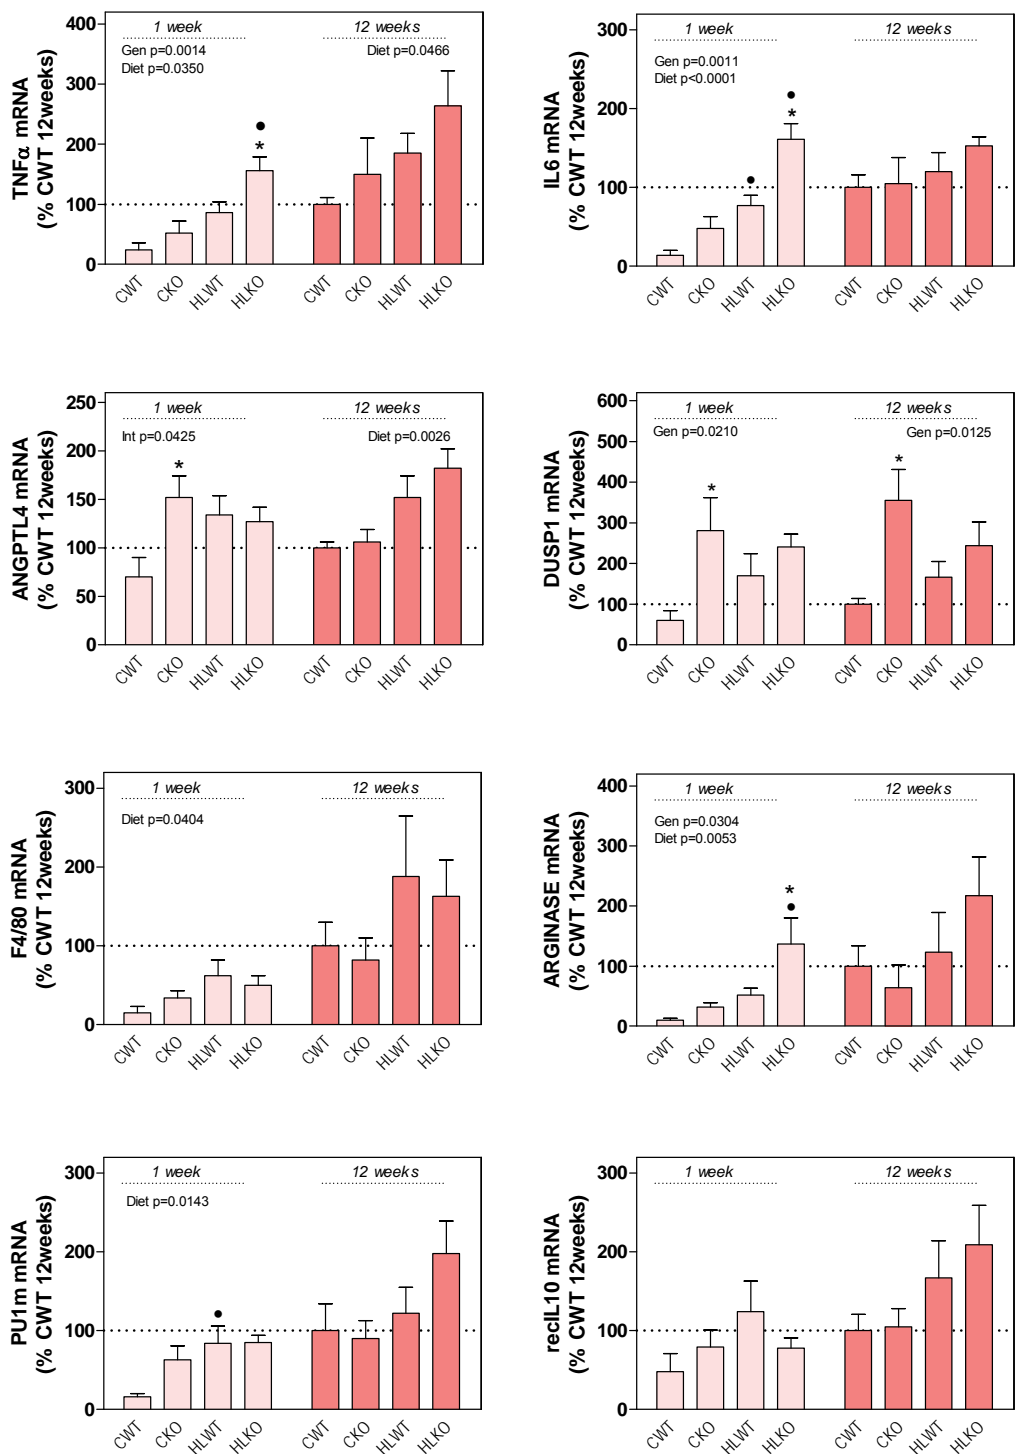 TNFα mRNA
(% CWT 12weeks)
400
300
200
100
0
1 week
12 weeks
Gen p=0.0014
Diet p=0.0350
Diet p=0.0466
●
*
CWT
CKO
HLWT
HLKO
CWT
CKO
HLWT
HLKO
IL6 mRNA
(% CWT 12weeks)
300
200
100
0
1 week
12 weeks
Gen p=0.0011
Diet p<0.0001
●
●
*
CWT
CKO
HLWT
HLKO
CWT
CKO
HLWT
HLKO
ANGPTL4 mRNA
(% CWT 12weeks)
250
200
150
100
50
0
1 week
12 weeks
Int p=0.0425
Diet p=0.0026
*
CWT
CKO
HLWT
HLKO
CWT
CKO
HLWT
HLKO
DUSP1 mRNA
(% CWT 12weeks)
600
500
400
300
200
100
0
1 week
12 weeks
Gen p=0.0210
Gen p=0.0125
*
*
CWT
CKO
HLWT
HLKO
CWT
CKO
HLWT
HLKO
F4/80 mRNA
(% CWT 12weeks)
300
200
100
0
1 week
12 weeks
Diet p=0.0404
CWT
CKO
HLWT
HLKO
CWT
CKO
HLWT
HLKO
ARGINASE mRNA
(% CWT 12weeks)
400
300
200
100
0
1 week
12 weeks
Gen p=0.0304
Diet p=0.0053
*
●
CWT
CKO
HLWT
HLKO
CWT
CKO
HLWT
HLKO
PU1m mRNA
(% CWT 12weeks)
300
200
100
0
1 week
12 weeks
Diet p=0.0143
●
CWT
CKO
HLWT
HLKO
CWT
CKO
HLWT
HLKO
recIL10 mRNA
(% CWT 12weeks)
300
200
100
0
1 week
12 weeks
CWT
CKO
HLWT
HLKO
CWT
CKO
HLWT
HLKO